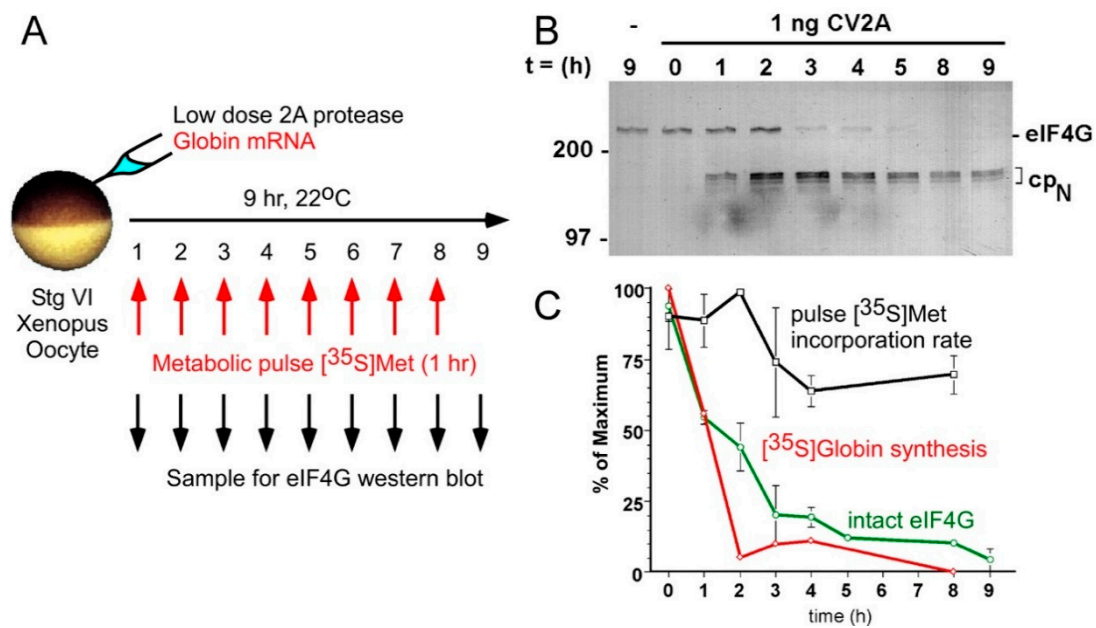 A
Low dose 2A protease
Globin mRNA
9 hr, 22ºC
1 2 3 4 5 6 7 8 9
Stg VI
Xenopus
Oocyte
Metabolic pulse [35S]Met (1 hr)
Sample for eIF4G western blot
B
- 1 ng CV2A
t = (h) 9 0 1 2 3 4 5 8 9
200 -
97 -
- eIF4G
cpN
C
100
75
50
25
0
% of Maximum
pulse [35S]Met
incorporation rate
[35S]Globin synthesis
intact eIF4G
0 1 2 3 4 5 6 7 8 9
time (h)